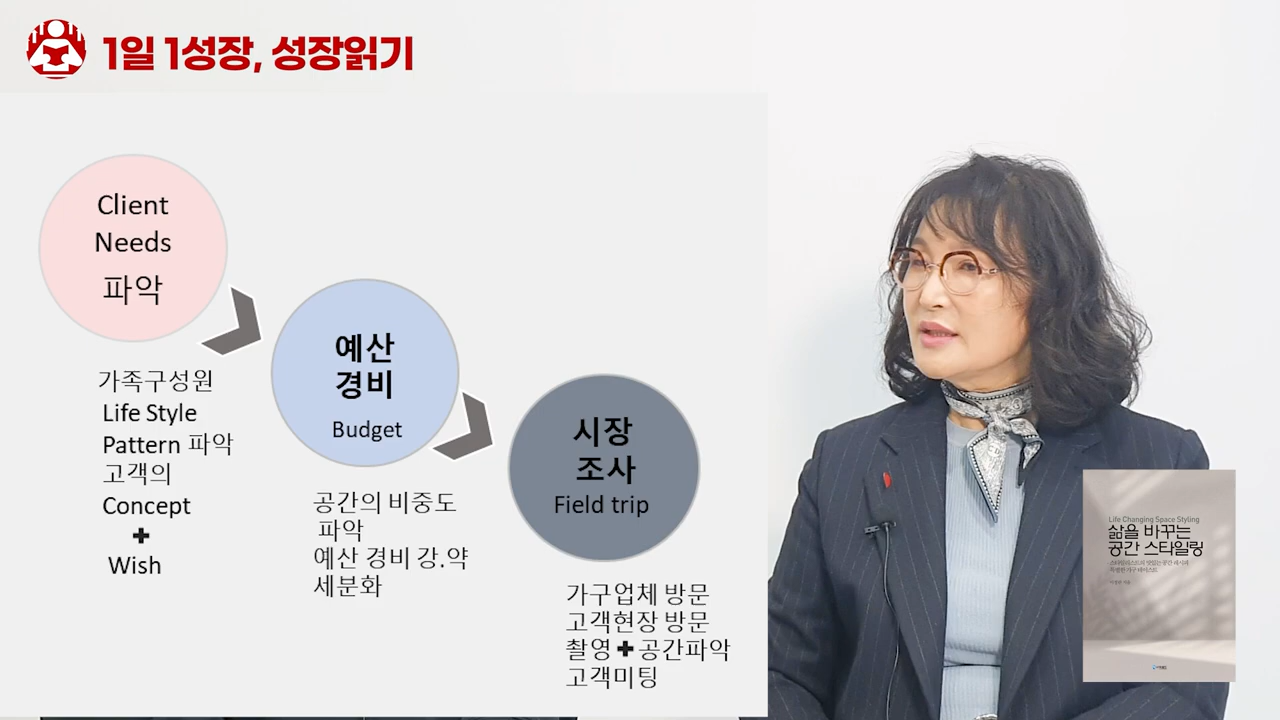 1일 1성장, 성장읽기
Client
Needs
파악
가족구성원
Life Style
Pattern 파악
고객의
Concept
+
Wish
예산
경비
Budget
공간의 비중도
파악
예산 경비 강.약
세분화
시장
조사
Field trip
가구업체 방문
고객현장 방문
촬영+공간파악
고객미팅
Life Changing Space Styling
삶을 바꾸는
공간 스타일링